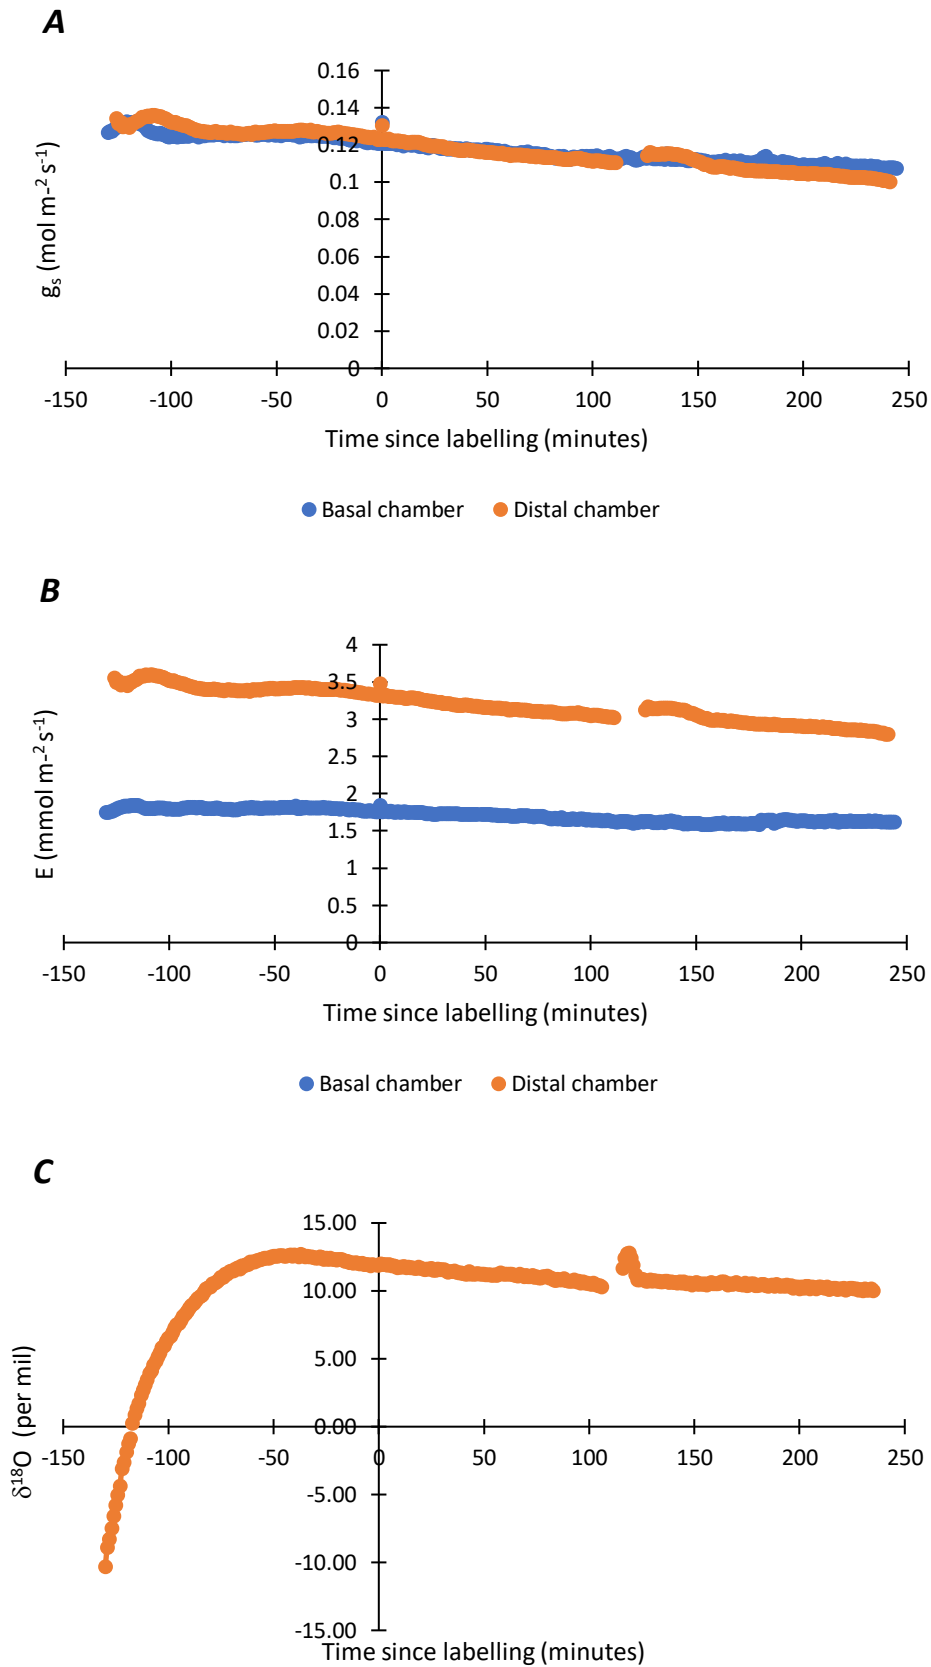 A
0.16
0.14
0.12
0.1
0.08
0.06
0.04
0.02
0
gₛ (mol m-² s⁻¹)
-150 -100 -50 0 50 100 150 200 250
Time since labelling (minutes)
Basal chamber Distal chamber
B
4
3.5
3
2.5
2
1.5
1
0.5
0
E (mmol m-² s⁻¹)
-150 -100 -50 0 50 100 150 200 250
Time since labelling (minutes)
Basal chamber Distal chamber
C
15.00
10.00
5.00
0.00
-5.00
-10.00
-15.00
δ¹⁸O (per mil)
-150 -100 -50 0 50 100 150 200 250
Time since labelling (minutes)